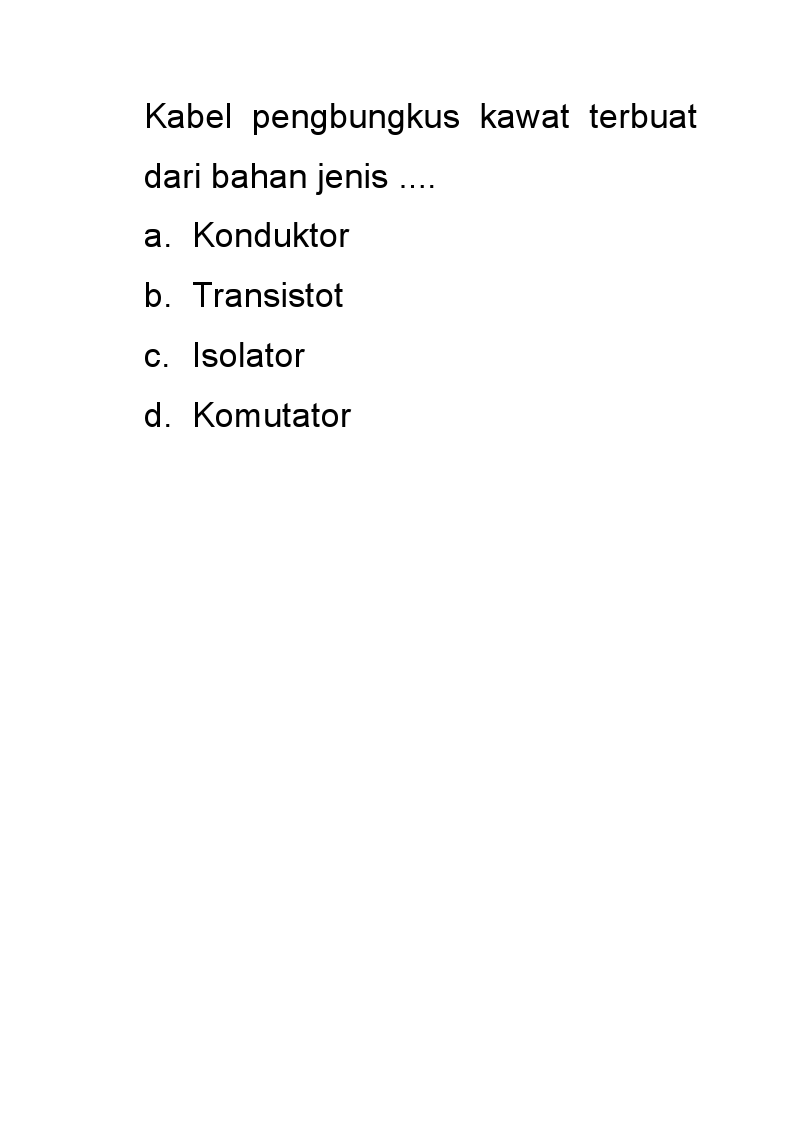 Kabel pengbungkus kawat terbuat
dari bahan jenis ....
a. Konduktor
b. Transistot
c. Isolator
d. Komutator